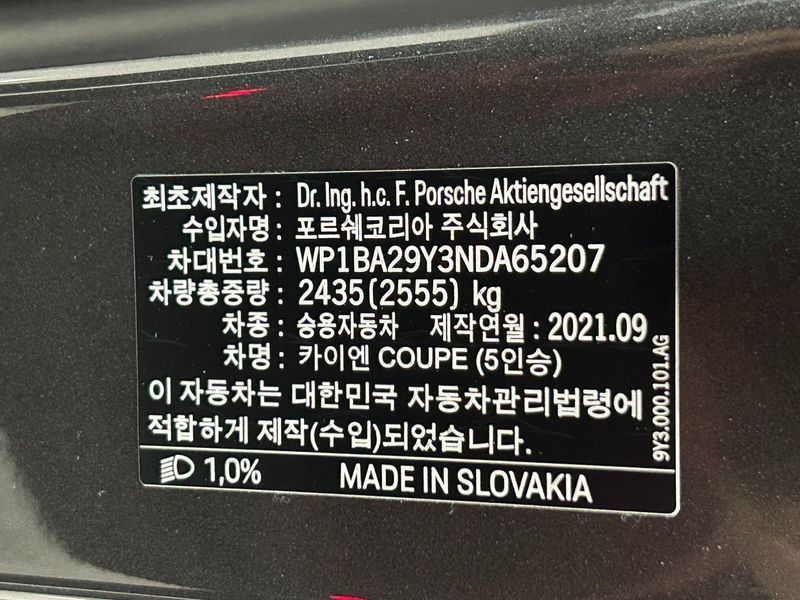 최초제작자 : Dr. Ing. h.c. F. Porsche Aktiengesellschaft
수입자명 : 포르쉐코리아 주식회사
차대번호 : WP1BA29Y3NDA65207
차량총중량 : 2435(2555) kg
차종 : 승용자동차 제작연월 : 2021.09
차명 : 카이엔 COUPE (5인승)
이 자동차는 대한민국 자동차관리법령에
적합하게 제작(수입)되었습니다.
1,0% MADE IN SLOVAKIA
9Y3.000.101.AG